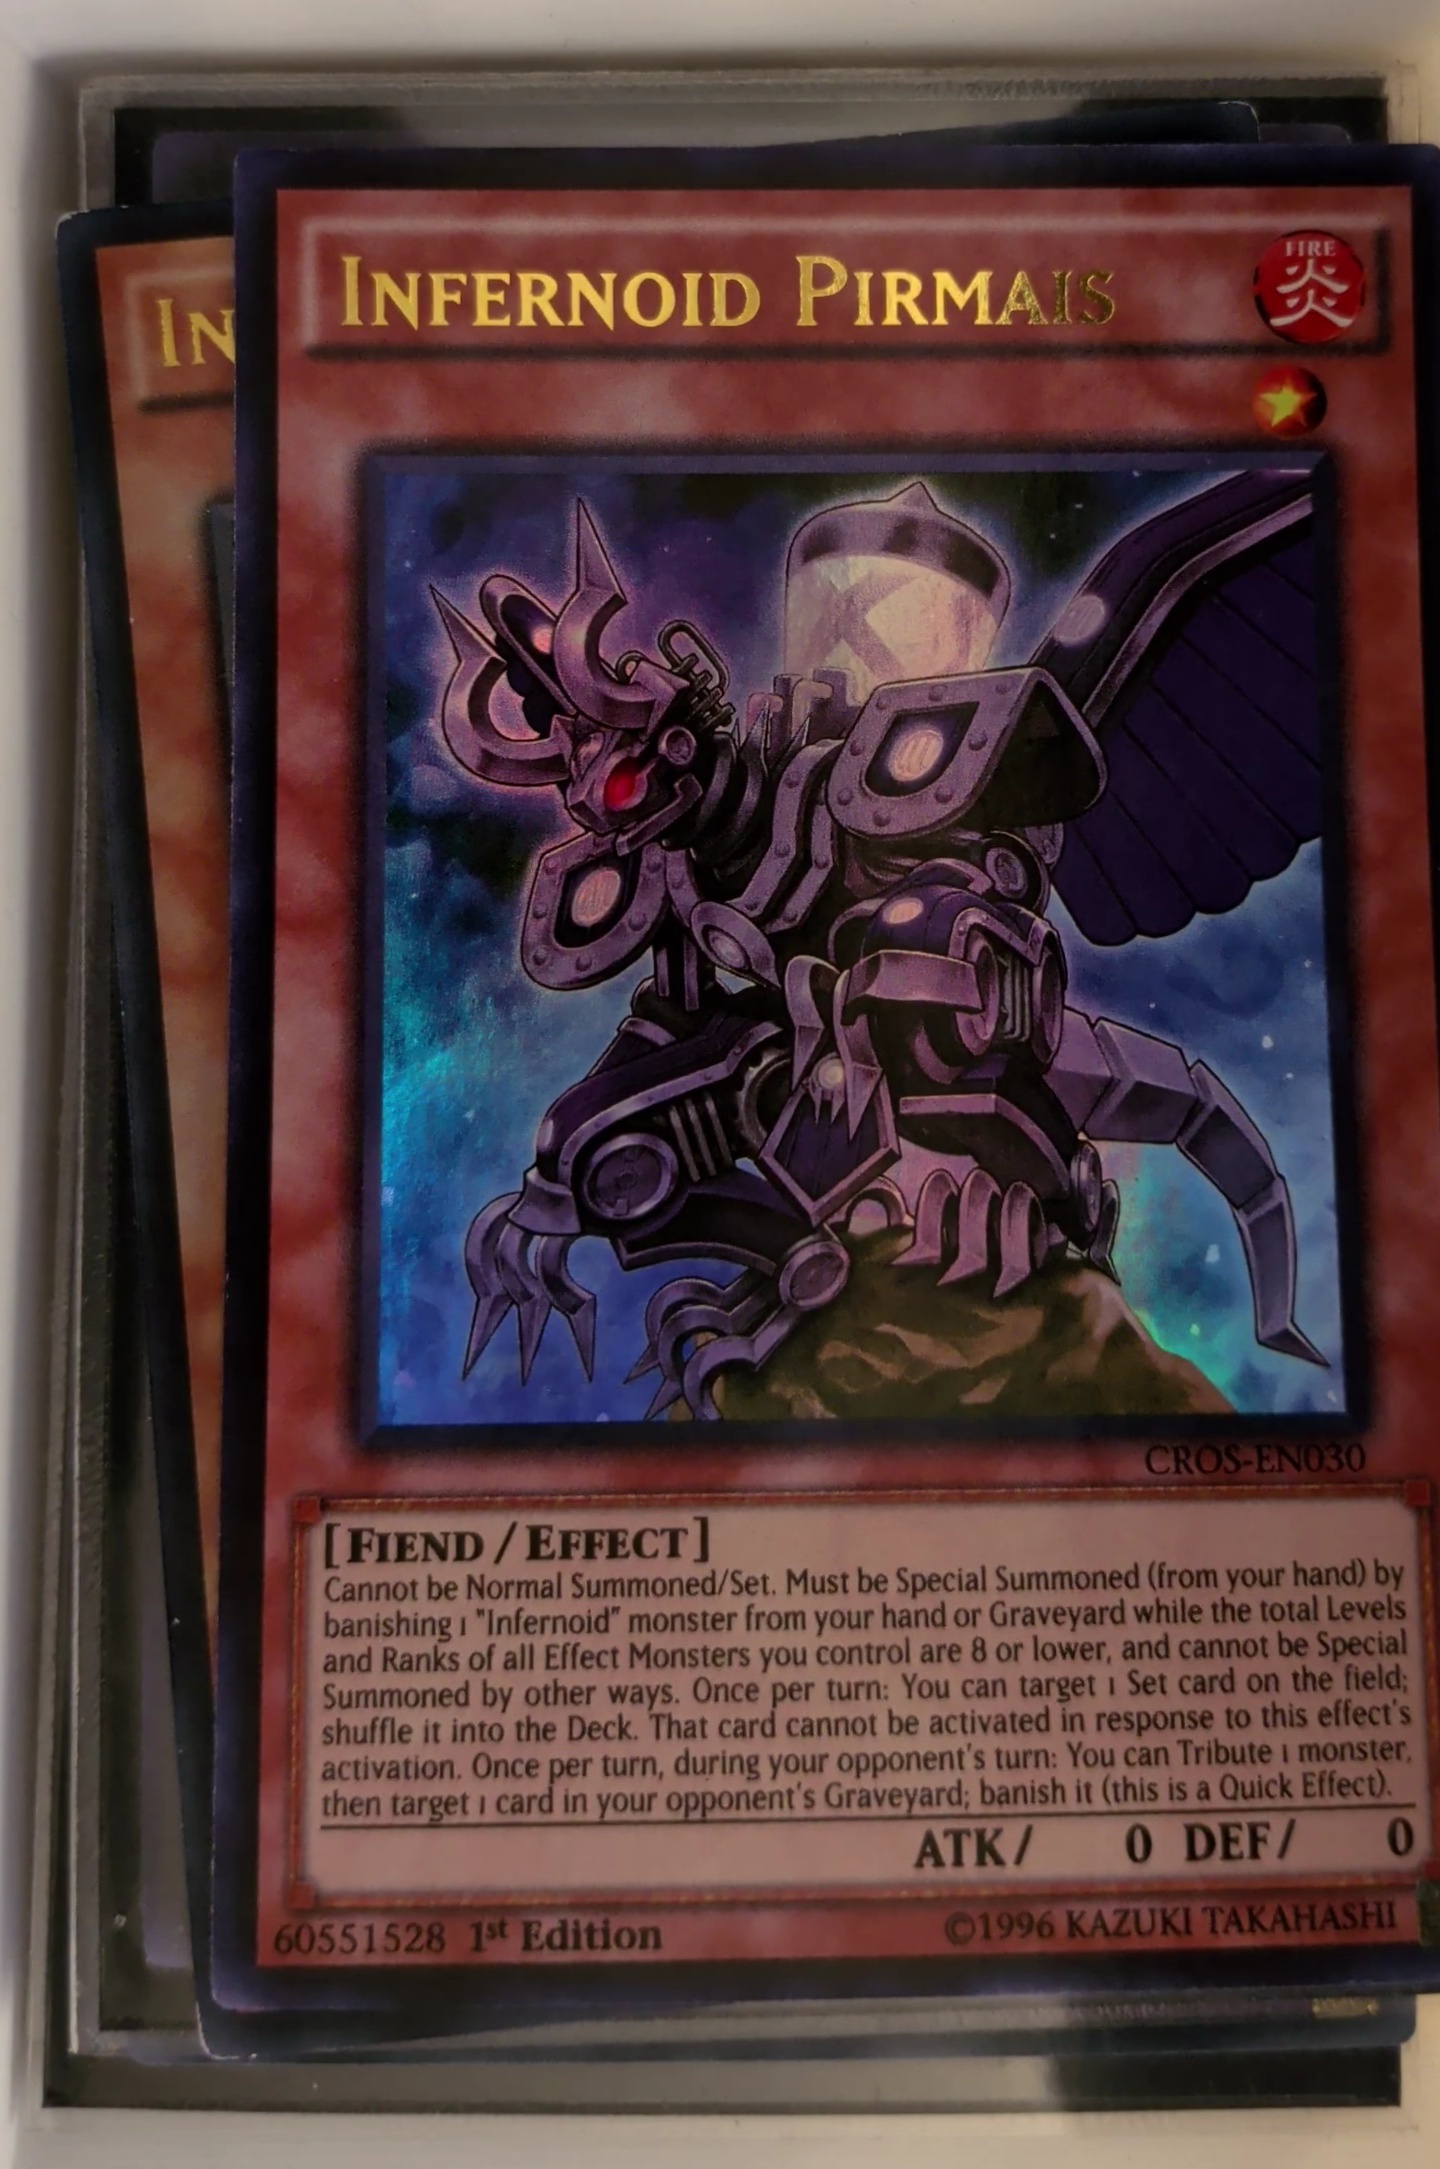 INFERNOID PIRMAIS
FIRE
炎
IN
CROS-EN030
[FIEND / EFFECT]
Cannot be Normal Summoned/Set. Must be Special Summoned (from your hand) by
banishing 1 "Infernoid" monster from your hand or Graveyard while the total Levels
and Ranks of all Effect Monsters you control are 8 or lower, and cannot be Special
Summoned by other ways. Once per turn: You can target 1 Set card on the field;
shuffle it into the Deck. That card cannot be activated in response to this effect's
activation. Once per turn, during your opponent's turn: You can Tribute 1 monster,
then target 1 card in your opponent's Graveyard; banish it (this is a Quick Effect).
ATK/ 0 DEF/ 0
60551528 1st Edition ©1996 KAZUKI TAKAHASHI